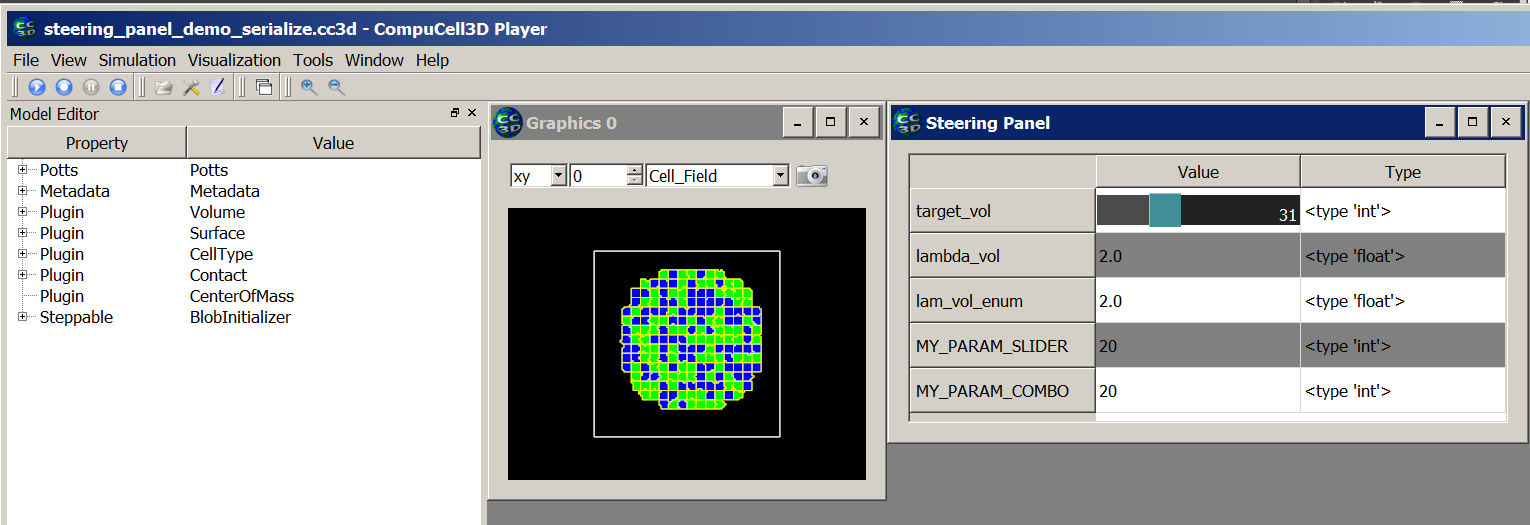 steering_panel_demo_serialize.cc3d - CompuCell3D Player
File View Simulation Visualization Tools Window Help
Model Editor
Property Value
Potts Potts
Metadata Metadata
Plugin Volume
Plugin Surface
Plugin CellType
Plugin Contact
Plugin CenterOfMass
Steppable BlobInitializer
CC3D Graphics 0
xy 0 Cell_Field
CC3D Steering Panel
Value Type
target_vol 31 <type 'int'>
lambda_vol 2.0 <type 'float'>
lam_vol_enum 2.0 <type 'float'>
MY_PARAM_SLIDER 20 <type 'int'>
MY_PARAM_COMBO 20 <type 'int'>